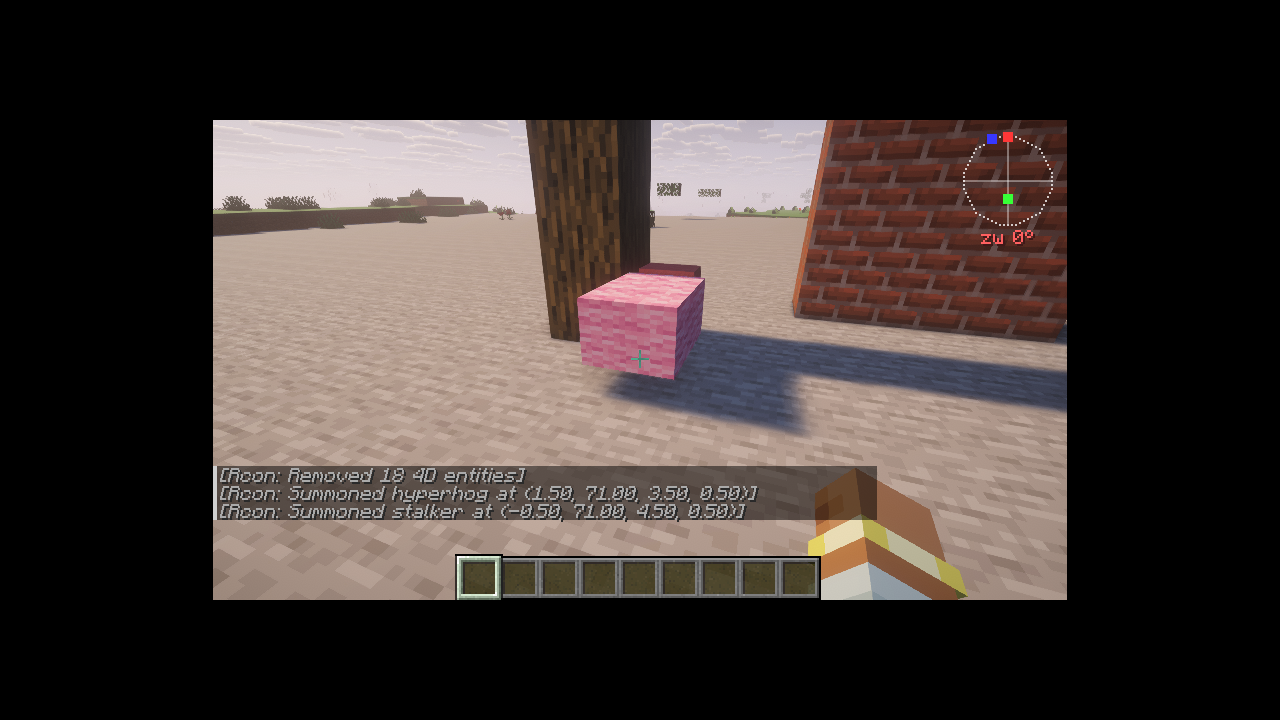 zw 0°
[Rcon: Removed 18 4D entities]
[Rcon: Summoned hyperhog at (1.50, 71.00, 3.50, 0.50)]
[Rcon: Summoned stalker at (-0.50, 71.00, 4.50, 0.50)]